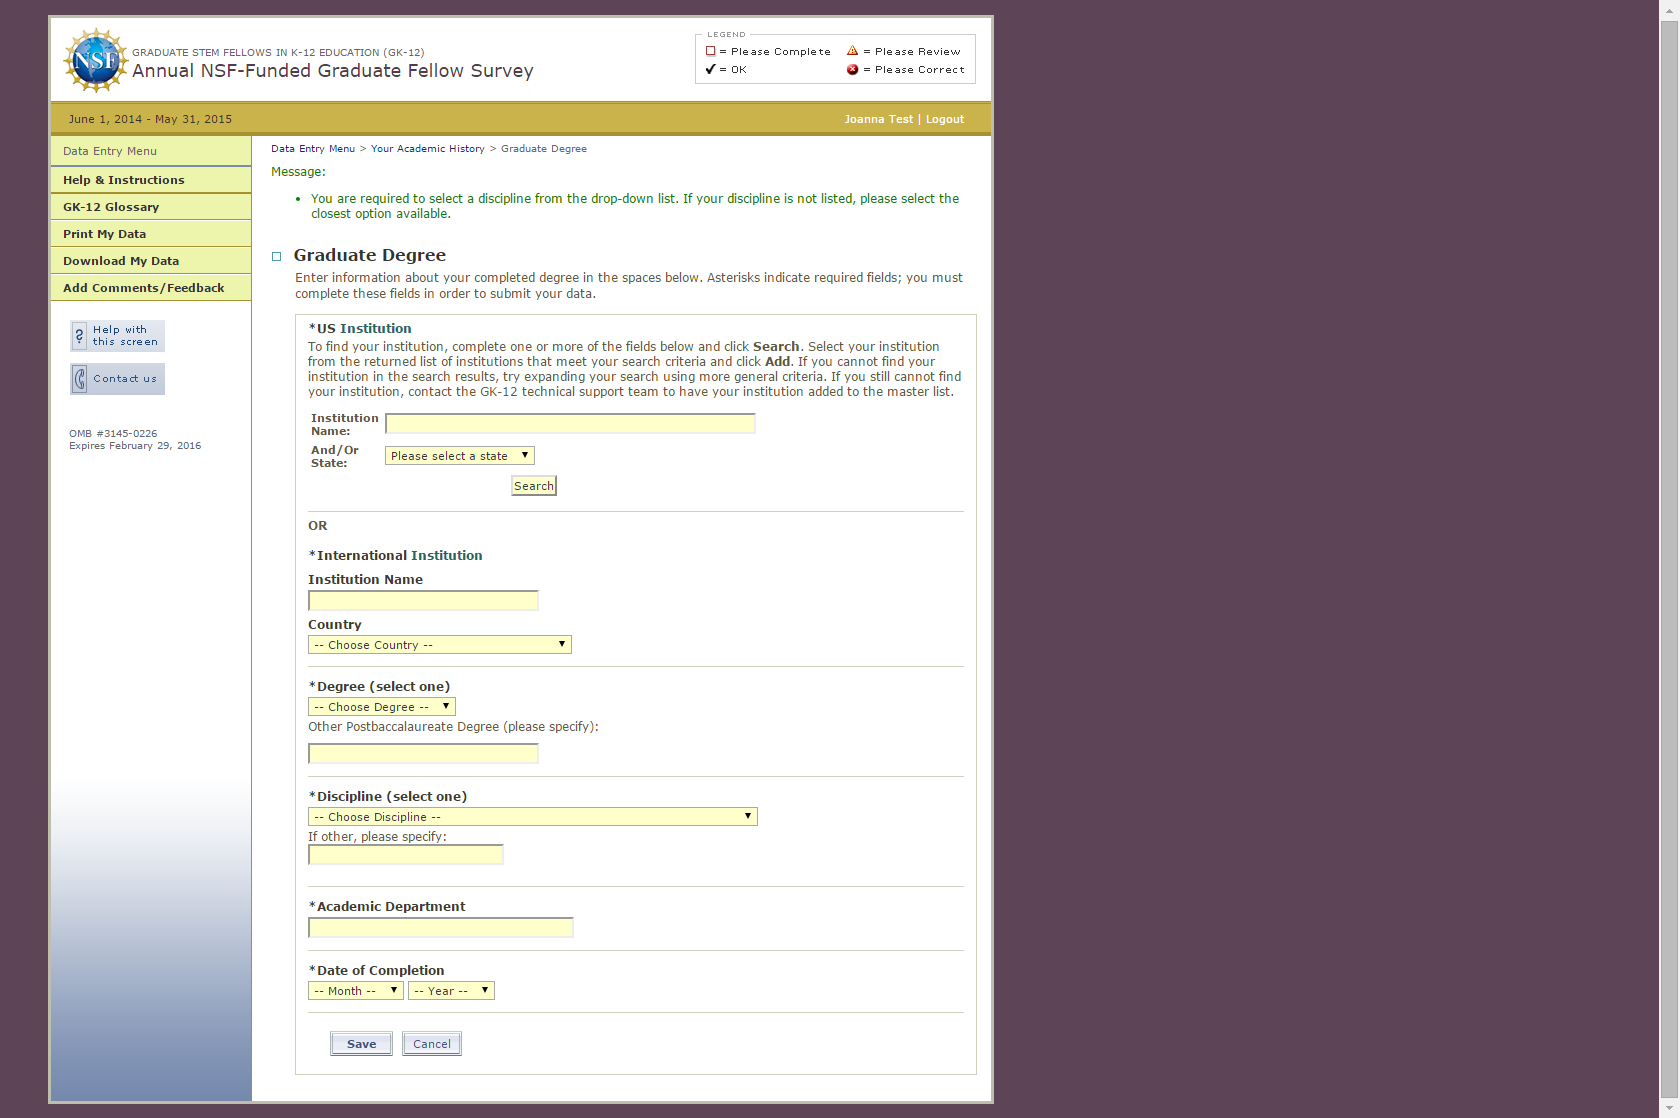 NSF
GRADUATE STEM FELLOWS IN K-12 EDUCATION (GK-12)
Annual NSF-Funded Graduate Fellow Survey
LEGEND
= Please Complete
= Please Review
= OK
= Please Correct
June 1, 2014 - May 31, 2015
Joanna Test | Logout
Data Entry Menu
Help & Instructions
GK-12 Glossary
Print My Data
Download My Data
Add Comments/Feedback
? Help with
this screen
Contact us
OMB #3145-0226
Expires February 29, 2016
Data Entry Menu > Your Academic History > Graduate Degree
Message:
• You are required to select a discipline from the drop-down list. If your discipline is not listed, please select the
closest option available.
Graduate Degree
Enter information about your completed degree in the spaces below. Asterisks indicate required fields; you must
complete these fields in order to submit your data.
*US Institution
To find your institution, complete one or more of the fields below and click Search. Select your institution
from the returned list of institutions that meet your search criteria and click Add. If you cannot find your
institution in the search results, try expanding your search using more general criteria. If you still cannot find
your institution, contact the GK-12 technical support team to have your institution added to the master list.
Institution
Name:
And/Or
State:
Please select a state
Search
OR
*International Institution
Institution Name
Country
-- Choose Country --
*Degree (select one)
-- Choose Degree --
Other Postbaccalaureate Degree (please specify):
*Discipline (select one)
-- Choose Discipline --
If other, please specify:
*Academic Department
*Date of Completion
-- Month -- -- Year --
Save Cancel